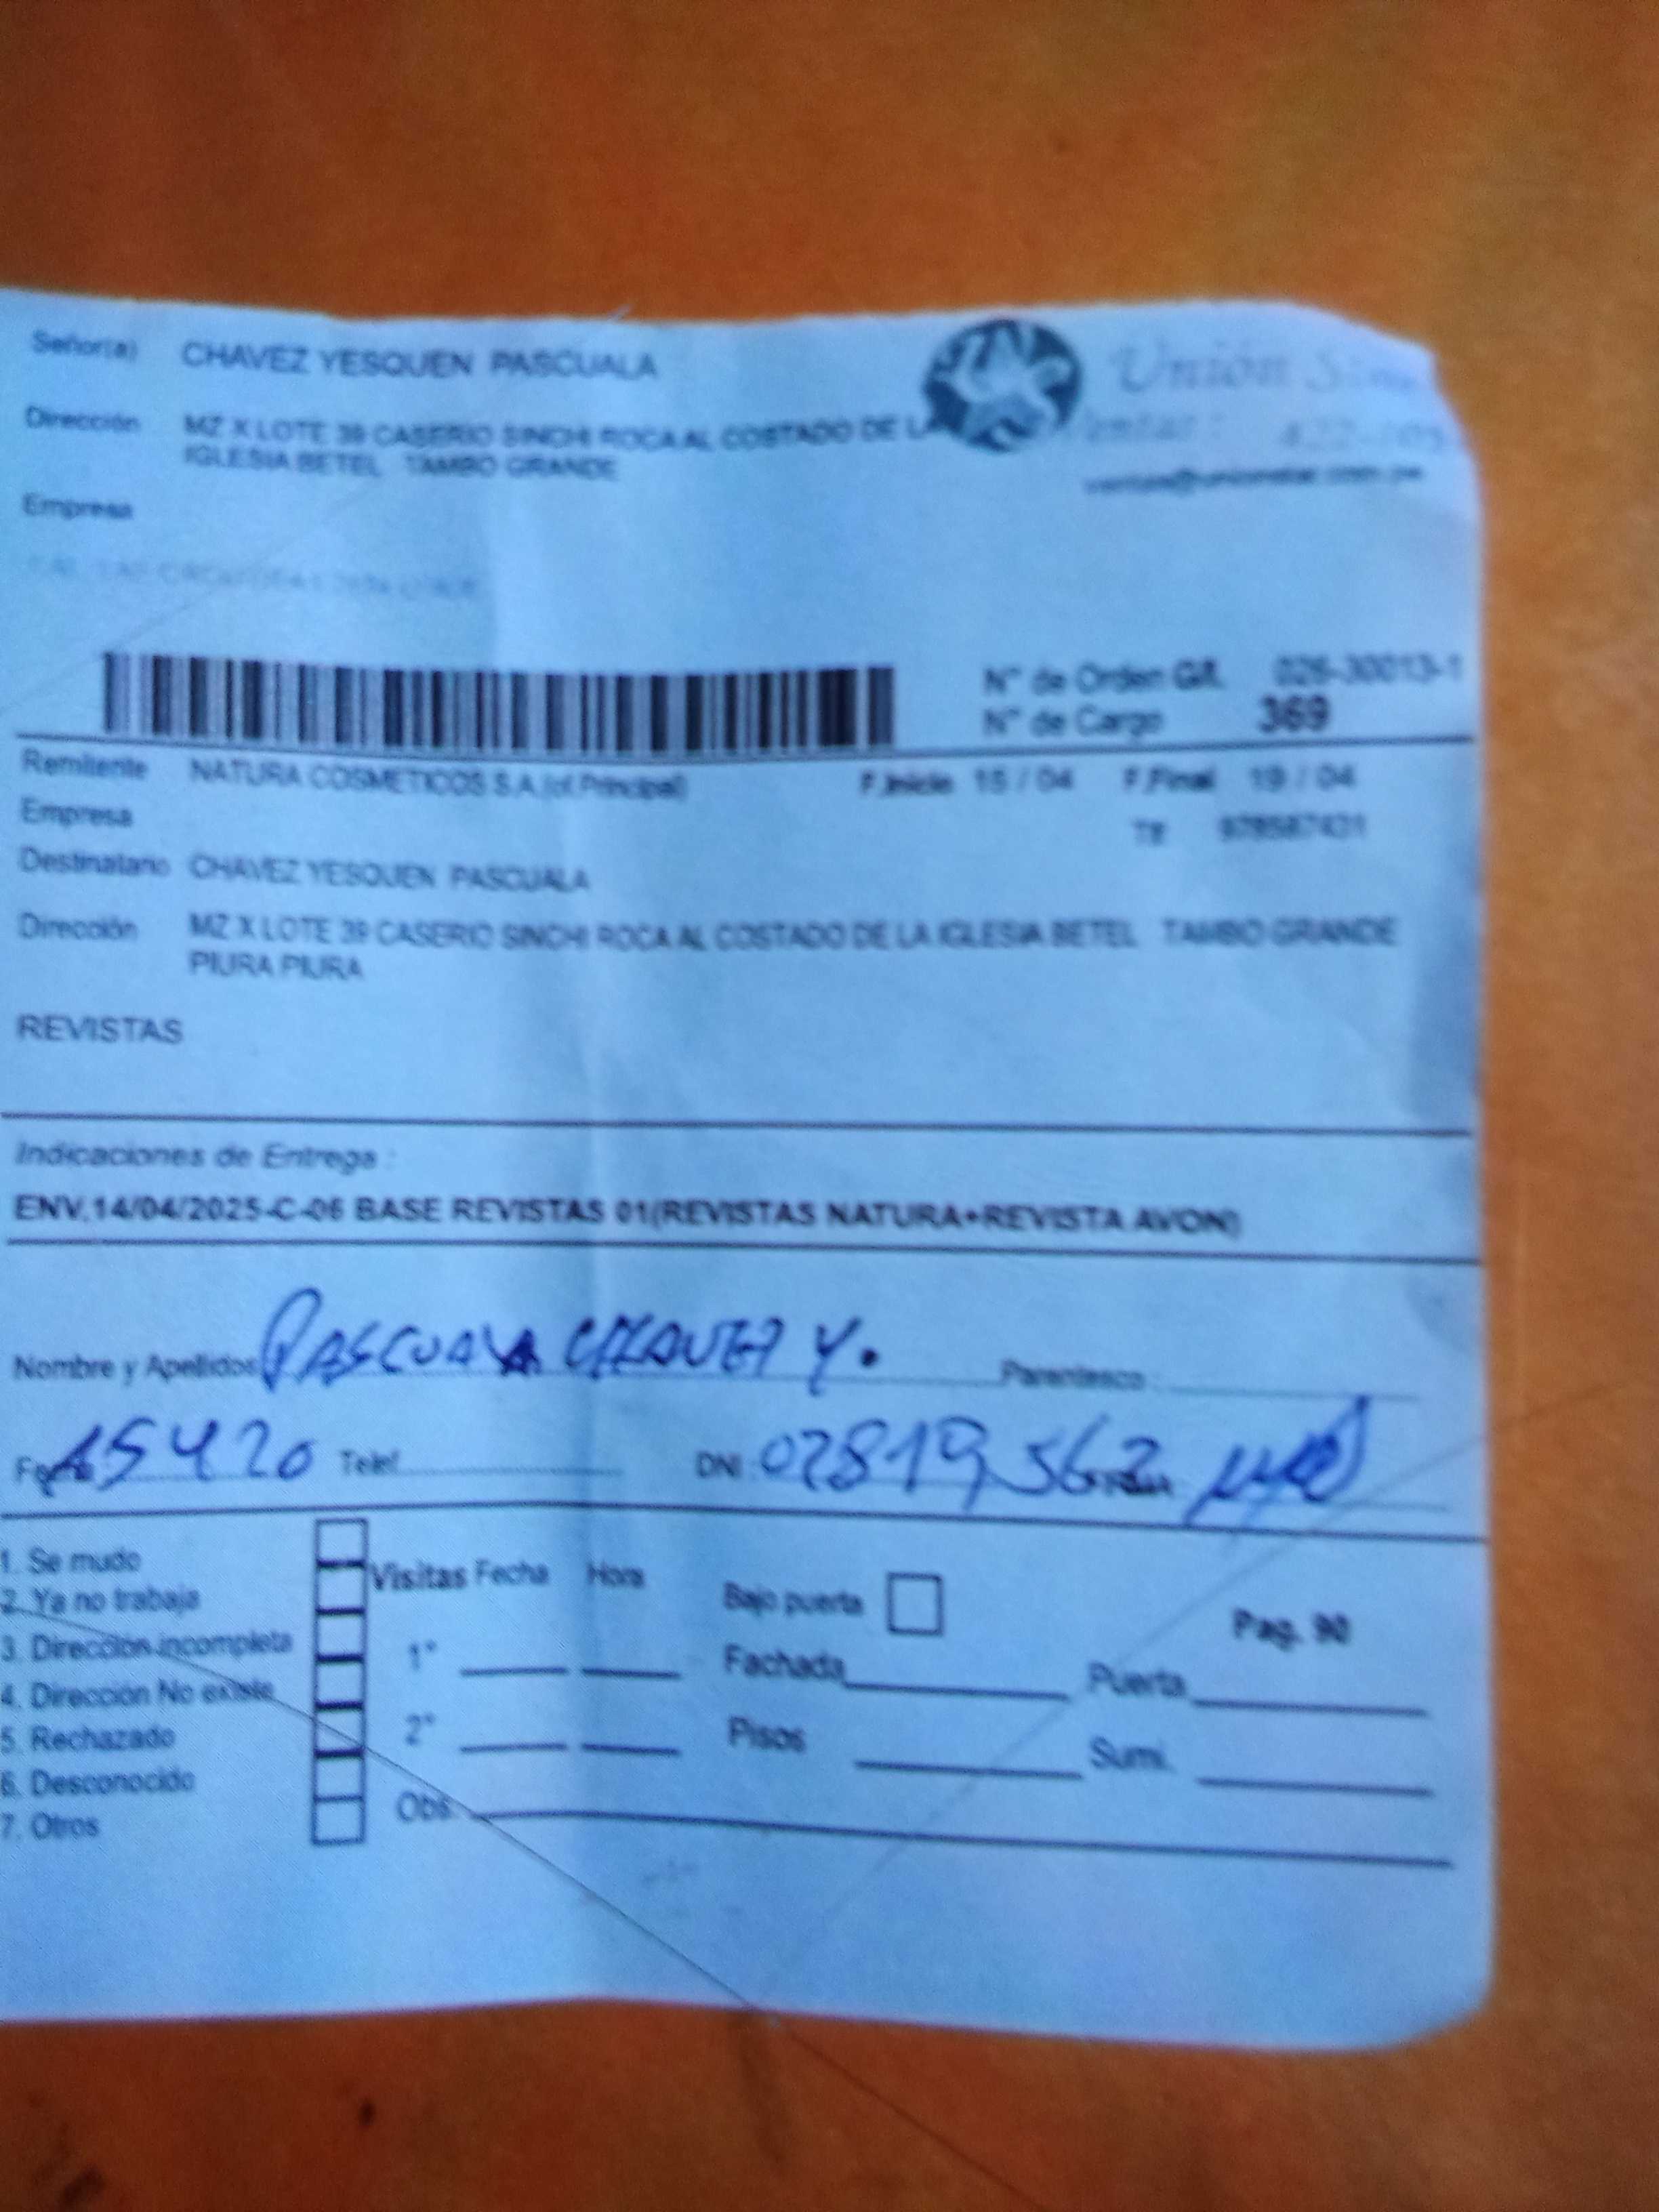 Señor(a) CHAVEZ YESQUEN PASCUALA
Unión
Dirección MZ X LOTE 39 CASERIO SINCHI ROCA AL COSTADO DE LA
IGLESIA BETEL TAMBO GRANDE
Empresa
N° de Orden G/I. 026-30013-1
N° de Cargo 369
Remitente NATURA COSMETICOS S.A (of.Principal) F.Inicio 15 / 04 F.Final 19 / 04
Empresa
Destinatario CHAVEZ YESQUEN PASCUALA
Dirección MZ X LOTE 39 CASERIO SINCHI ROCA AL COSTADO DE LA IGLESIA BETEL TAMBO GRANDE
PIURA PIURA
REVISTAS
Indicaciones de Entrega :
ENV.14/04/2025-C-06 BASE REVISTAS 01(REVISTAS NATURA+REVISTA AVON)
Nombre y Apellidos PASCUALA CHAVEZ Y. Parentesco
Telef. DNI 02819562
1. Se mudo
2. Ya no trabaja
3. Dirección incompleta
4. Dirección No existe
5. Rechazado
6. Desconocido
7. Otros
Visitas Fecha Hora
1°
2°
Obs.
Bajo puerta
Pag. 90
Fachada Puerta
Pisos Sumi.